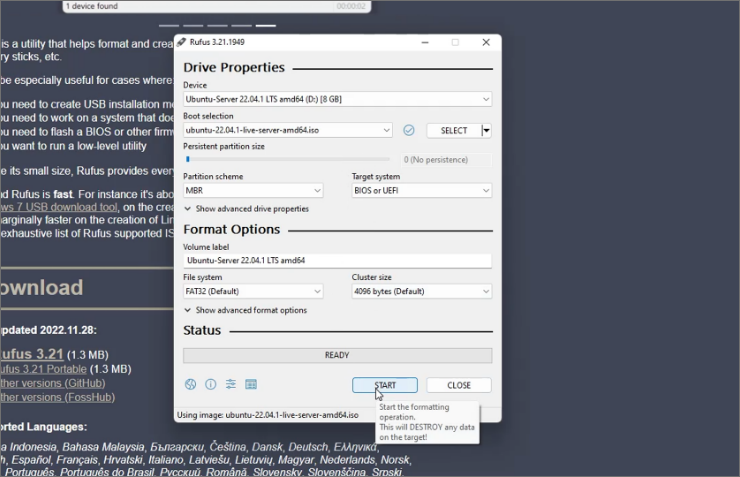 1 device found
00:00:02
is a utility that helps format and crea
ry sticks, etc.
be especially useful for cases where
ou need to create USB installation me
ou need to work on a system that doe
ou need to flash a BIOS or other firm
ou want to run a low-level utility
e its small size, Rufus provides every
d Rufus is fast. For instance it's abo
ws 7 USB download tool, on the crea
arginally faster on the creation of Lin
exhaustive list of Rufus supported IS
ownload
pdated 2022.11.28:
ufus 3.21 (1.3 MB)
ufus 3.21 Portable (1.3 MB)
ther versions (GitHub)
ther versions (FossHub)
orted Languages:
a Indonesia, Bahasa Malaysia, Български, Čeština, Dansk, Deutsch, Ελληνικά,
h, Español, Français, Hrvatski, Italiano, Latviešu, Lietuvių, Magyar, Nederlands, Norsk,
Português, Português do Brasil, Русский, Română, Slovensky, Slovenščina, Srpski,
Rufus 3.21.1949
Drive Properties
Device
Ubuntu-Server 22.04.1 LTS amd64 (D:) [8 GB]
Boot selection
ubuntu-22.04.1-live-server-amd64.iso
SELECT
Persistent partition size
0 (No persistence)
Partition scheme
Target system
MBR
BIOS or UEFI
Show advanced drive properties
Format Options
Volume label
Ubuntu-Server 22.04.1 LTS amd64
File system
Cluster size
FAT32 (Default)
4096 bytes (Default)
Show advanced format options
Status
READY
START
CLOSE
Using image: ubuntu-22.04.1-live-server-amd64.iso
Start the formatting
operation.
This will DESTROY any data
on the target!